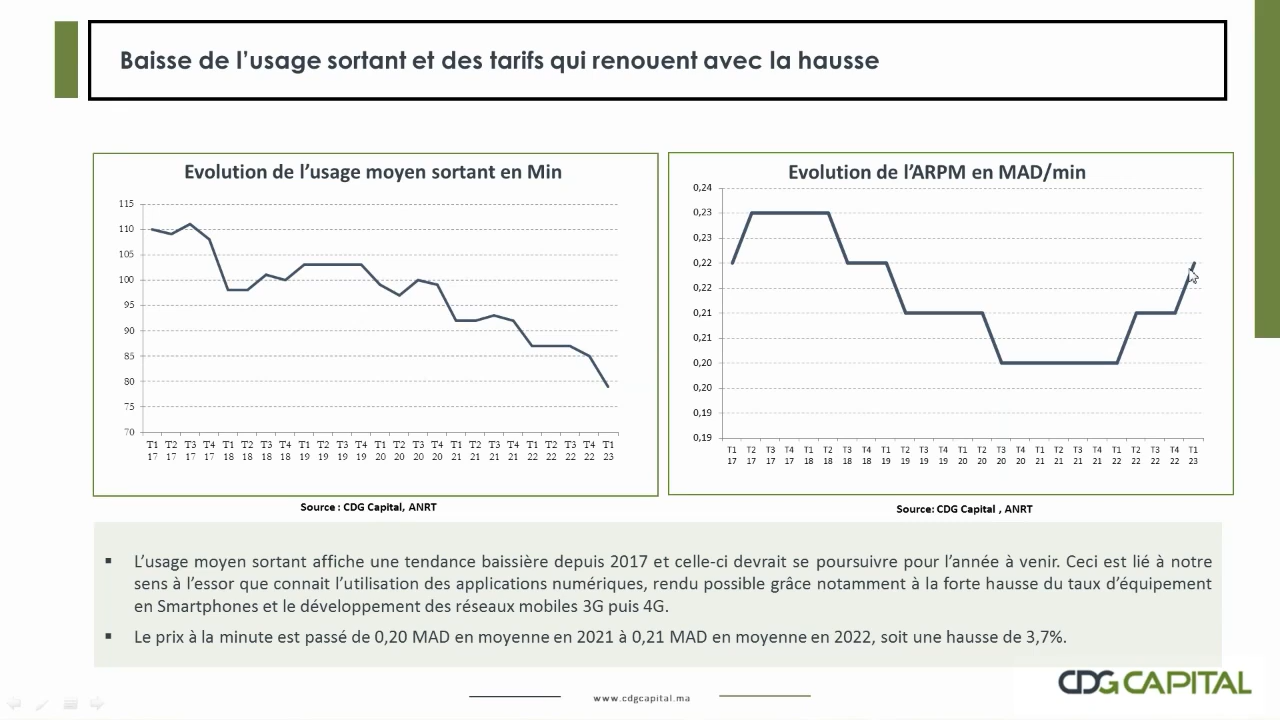 Baisse de l'usage sortant et des tarifs qui renouent avec la hausse
Evolution de l'usage moyen sortant en Min
115
110
105
100
95
90
85
80
75
70
T1 T2 T3 T4 T1 T2 T3 T4 T1 T2 T3 T4 T1 T2 T3 T4 T1 T2 T3 T4 T1 T2 T3 T4 T1
17 17 17 17 18 18 18 18 19 19 19 19 20 20 20 20 21 21 21 21 22 22 22 22 23
Source : CDG Capital, ANRT
Evolution de l'ARPM en MAD/min
0,24
0,23
0,23
0,22
0,22
0,21
0,21
0,20
0,20
0,19
0,19
T1 T2 T3 T4 T1 T2 T3 T4 T1 T2 T3 T4 T1 T2 T3 T4 T1 T2 T3 T4 T1 T2 T3 T4 T1
17 17 17 17 18 18 18 18 19 19 19 19 20 20 20 20 21 21 21 21 22 22 22 22 23
Source: CDG Capital , ANRT
▪ L'usage moyen sortant affiche une tendance baissière depuis 2017 et celle-ci devrait se poursuivre pour l'année à venir. Ceci est lié à notre
sens à l'essor que connait l'utilisation des applications numériques, rendu possible grâce notamment à la forte hausse du taux d'équipement
en Smartphones et le développement des réseaux mobiles 3G puis 4G.
▪ Le prix à la minute est passé de 0,20 MAD en moyenne en 2021 à 0,21 MAD en moyenne en 2022, soit une hausse de 3,7%.
www.cdgcapital.ma
CDG CAPITAL